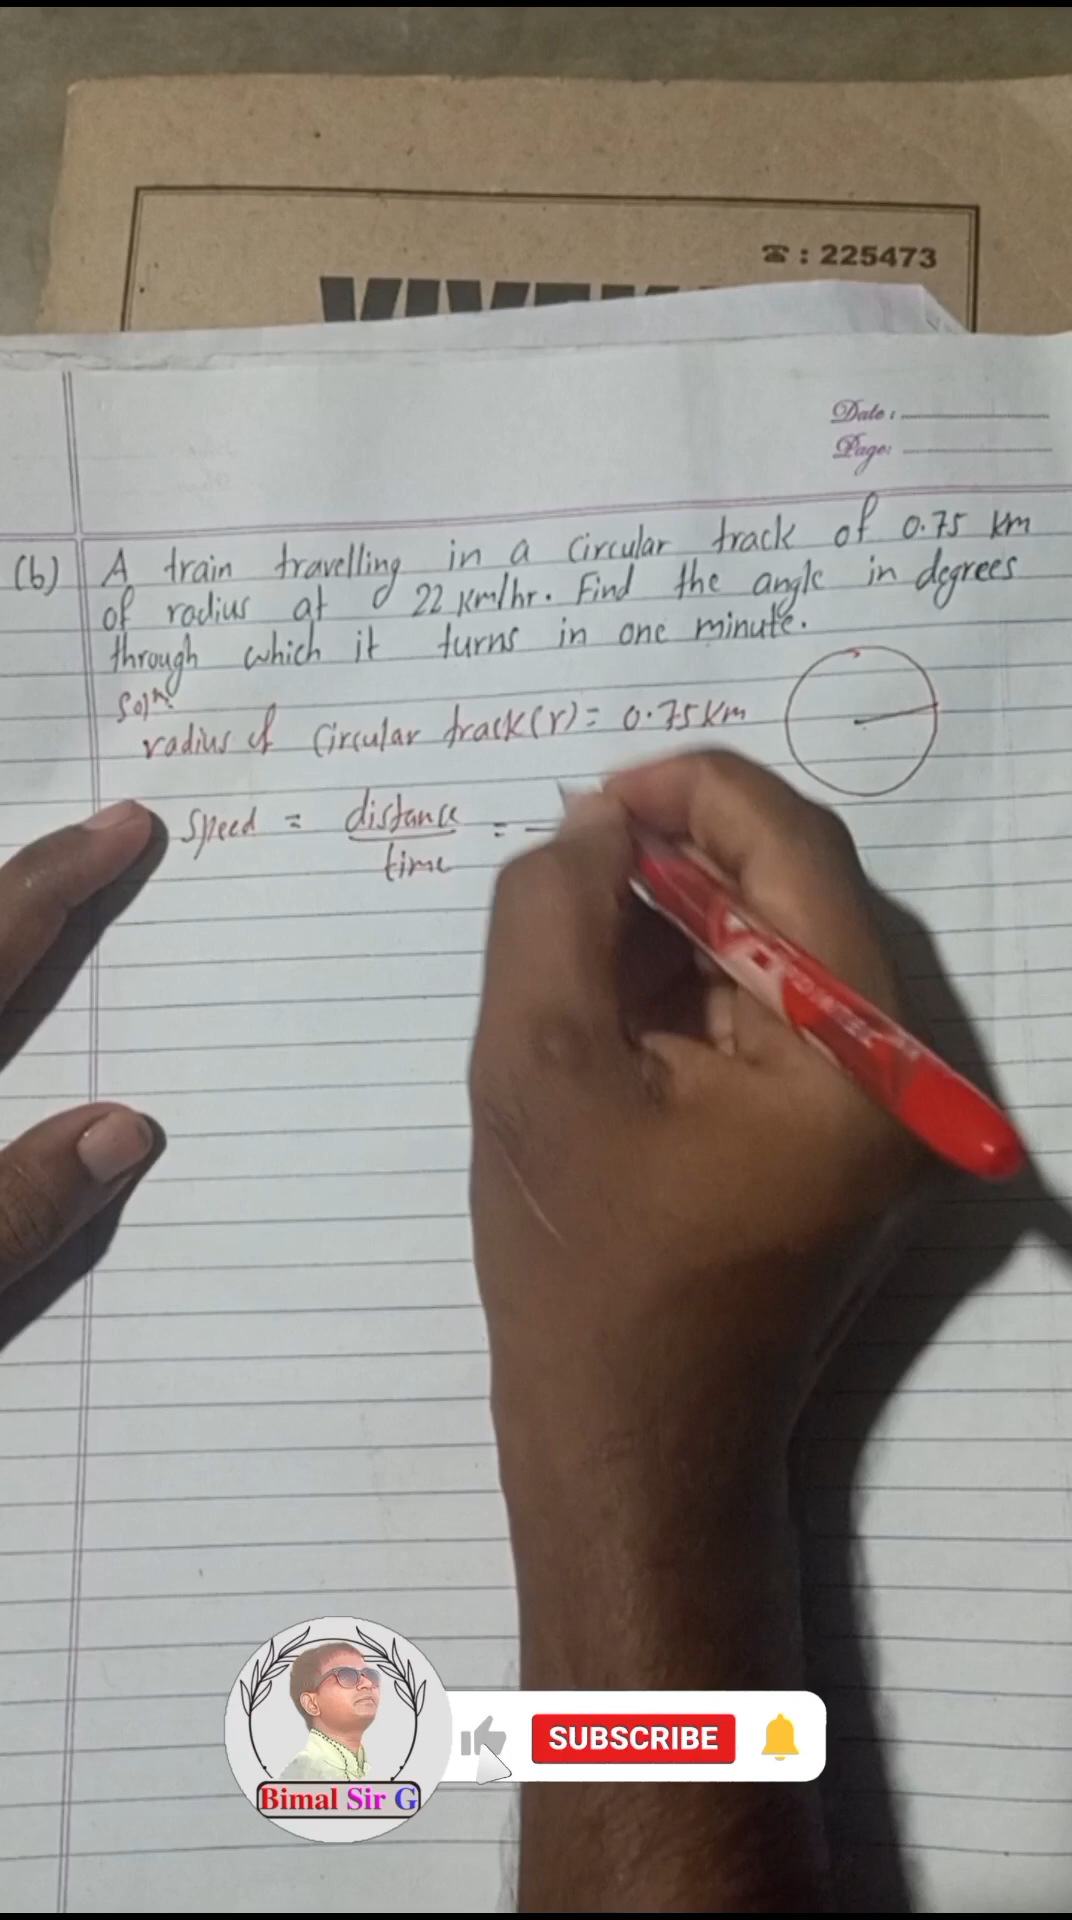 ☎ : 225473
Date :
Page:
(b) A train travelling in a circular track of 0.75 km
of radius at 22 km/hr. Find the angle in degrees
through which it turns in one minute.
Soln
radius of circular track(r) = 0.75 km
speed = distance / time =
SUBSCRIBE
Bimal Sir G